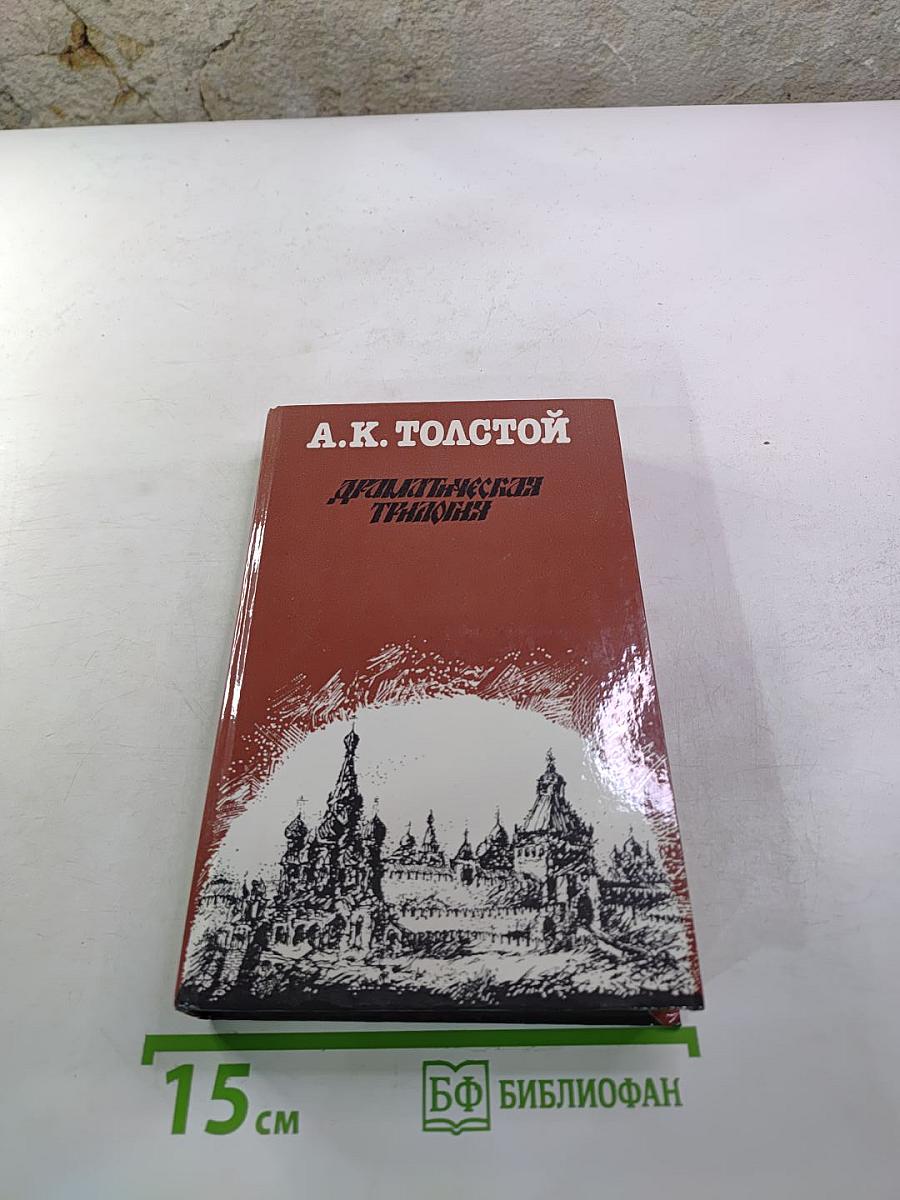 А.К. ТОЛСТОЙ
ДРАМАТИЧЕСКАЯ
ТРИЛОГИЯ
15 см
БФ БИБЛИОФАН